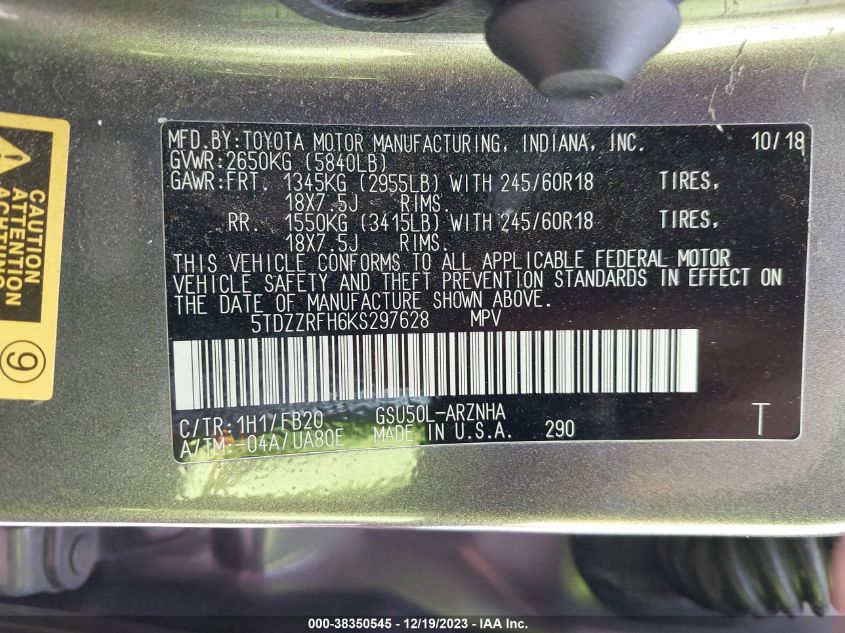 MFD.BY:TOYOTA MOTOR MANUFACTURING, INDIANA, INC. 10/18
GVWR:2650KG (5840LB)
GAWR:FRT. 1345KG (2955LB) WITH 245/60R18 TIRES,
18X7.5J RIMS.
RR. 1550KG (3415LB) WITH 245/60R18 TIRES,
18X7.5J RIMS.
THIS VEHICLE CONFORMS TO ALL APPLICABLE FEDERAL MOTOR
VEHICLE SAFETY AND THEFT PREVENTION STANDARDS IN EFFECT ON
THE DATE OF MANUFACTURE SHOWN ABOVE.
5TDZZRFH6KS297628 MPV
C/TR:1H1/FB20 GSU50L-ARZNHA
A/TM:-04A/UA80E MADE IN U.S.A. 290 T
CAUTION
ATTENTION
ACHTUNG
9
000-38350545 - 12/19/2023 - IAA Inc.